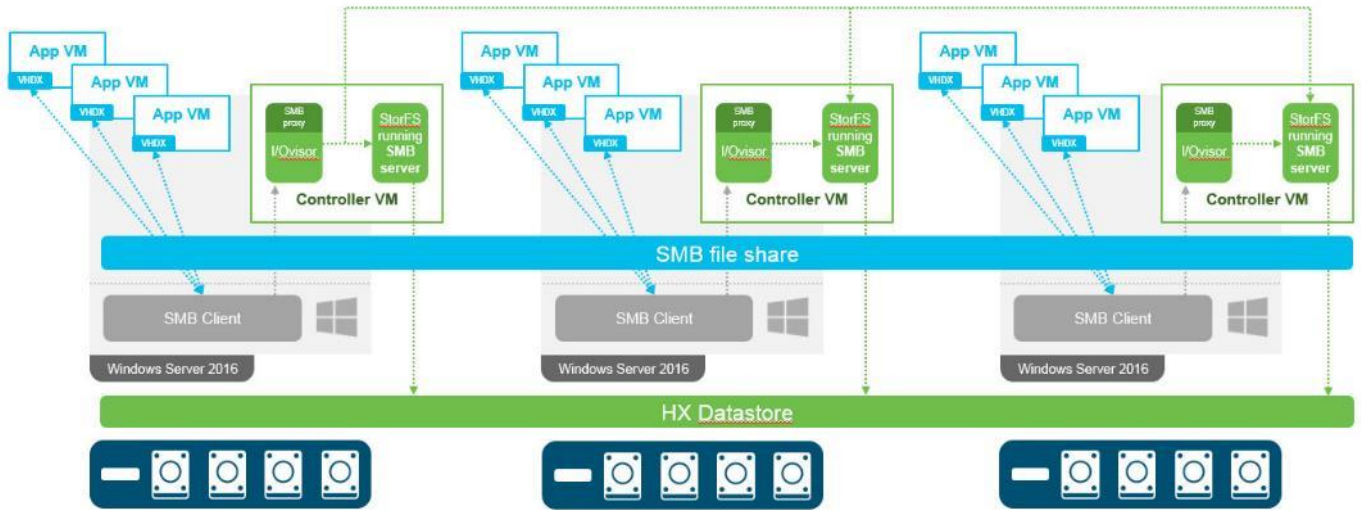 App VM
VHDX
App VM
VHDX
App VM
VHDX
SMB
proxy
I/Ovisor
StorFS
running
SMB
server
Controller VM
App VM
VHDX
App VM
VHDX
App VM
VHDX
SMB
proxy
I/Ovisor
StorFS
running
SMB
server
Controller VM
App VM
VHDX
App VM
VHDX
App VM
VHDX
SMB
proxy
I/Ovisor
StorFS
running
SMB
server
Controller VM
SMB file share
SMB Client
SMB Client
SMB Client
Windows Server 2016
Windows Server 2016
Windows Server 2016
HX Datastore